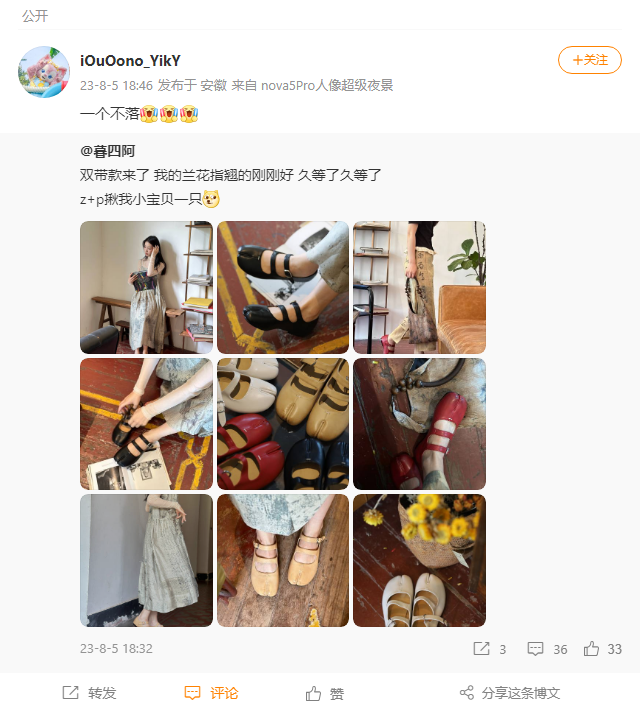 公开
iOuOono_YikY
+关注
23-8-5 18:46 发布于 安徽 来自 nova5Pro人像超级夜景
一个不落
@暮四阿
双带款来了 我的兰花指翘的刚刚好 久等了久等了
z+p揪我小宝贝一只
23-8-5 18:32
3
36
33
转发
评论
赞
分享这条博文